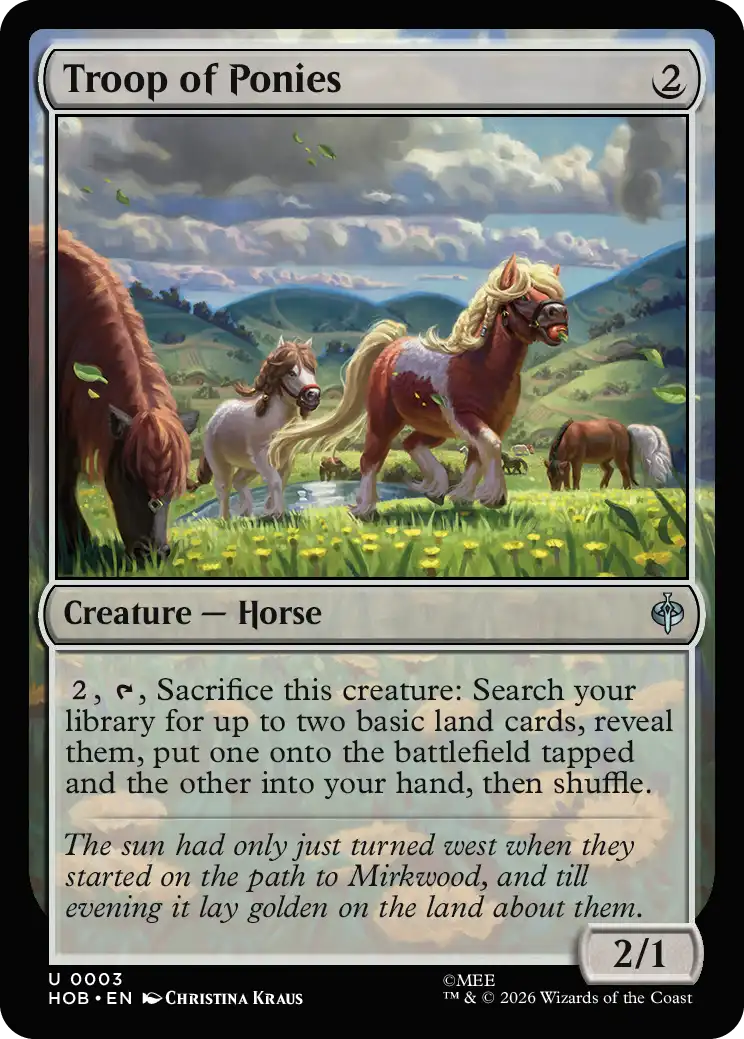 Troop of Ponies
2
Creature — Horse
2, , Sacrifice this creature: Search your
library for up to two basic land cards, reveal
them, put one onto the battlefield tapped
and the other into your hand, then shuffle.
The sun had only just turned west when they
started on the path to Mirkwood, and till
evening it lay golden on the land about them.
2/1
U 0003
HOB • EN CHRISTINA KRAUS
©MEE
™ & © 2026 Wizards of the Coast